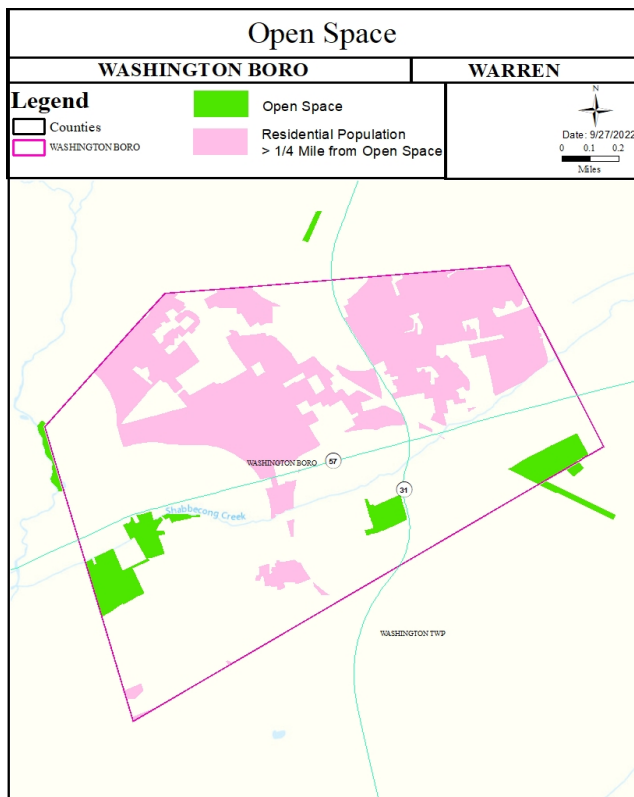 Open Space
WASHINGTON BORO
WARREN
Legend
Counties
WASHINGTON BORO
Open Space
Residential Population
> 1/4 Mile from Open Space
N
Date: 9/27/2022
0 0.1 0.2
Miles
WASHINGTON BORO
57
31
Shabbecong Creek
WASHINGTON TWP